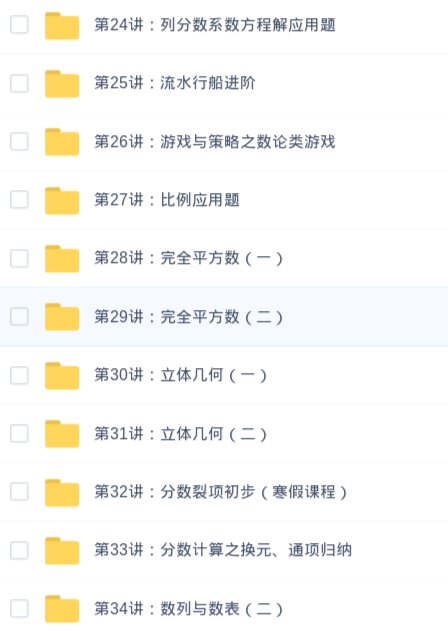 第24讲：列分数系数方程解应用题
第25讲：流水行船进阶
第26讲：游戏与策略之数论类游戏
第27讲：比例应用题
第28讲：完全平方数（一）
第29讲：完全平方数（二）
第30讲：立体几何（一）
第31讲：立体几何（二）
第32讲：分数裂项初步（寒假课程）
第33讲：分数计算之换元、通项归纳
第34讲：数列与数表（二）